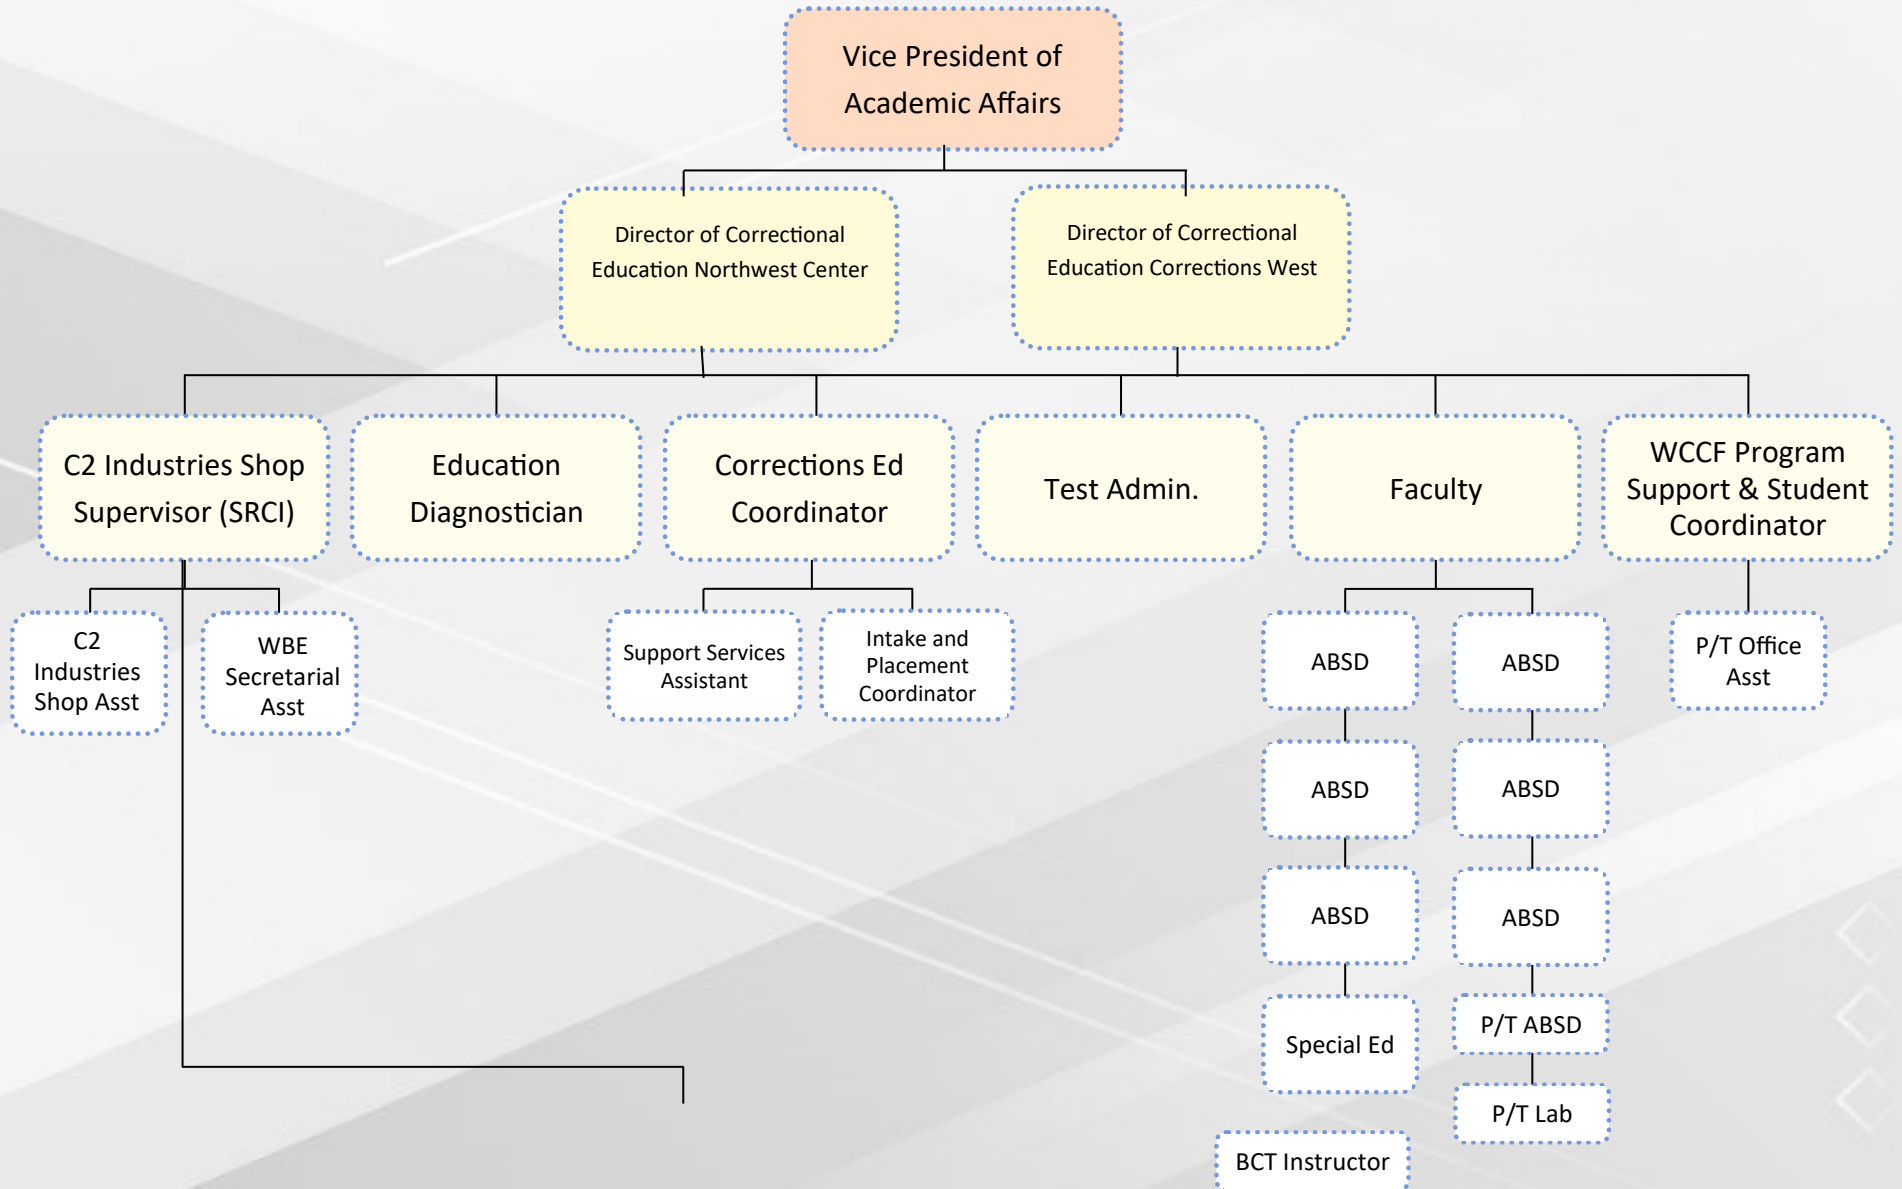 Vice President of
Academic Affairs
Director of Correctional
Education Northwest Center
Director of Correctional
Education Corrections West
C2 Industries Shop
Supervisor (SRCI)
Education
Diagnostician
Corrections Ed
Coordinator
Test Admin.
Faculty
WCCF Program
Support & Student
Coordinator
C2
Industries
Shop Asst
WBE
Secretarial
Asst
Support Services
Assistant
Intake and
Placement
Coordinator
ABSD
ABSD
P/T Office
Asst
ABSD
ABSD
ABSD
ABSD
Special Ed
P/T ABSD
P/T Lab
BCT Instructor